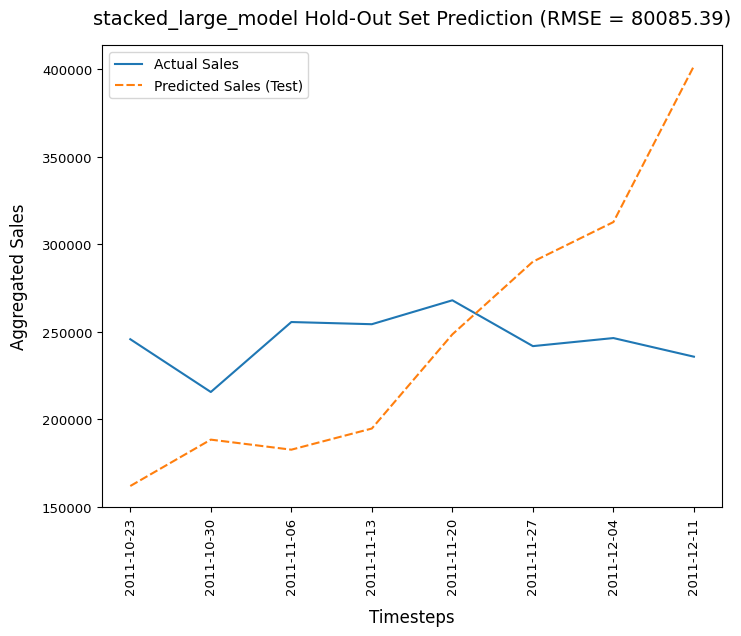 stacked_large_model Hold-Out Set Prediction (RMSE = 80085.39)
Actual Sales
Predicted Sales (Test)
Aggregated Sales
400000
350000
300000
250000
200000
150000
2011-10-23
2011-10-30
2011-11-06
2011-11-13
2011-11-20
2011-11-27
2011-12-04
2011-12-11
Timesteps